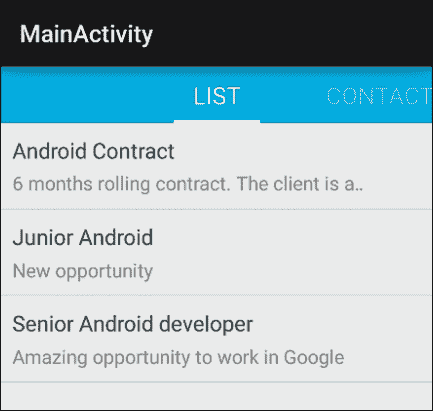 MainActivity
LIST CONTACT
Android Contract
6 months rolling contract. The client is a..
Junior Android
New opportunity
Senior Android developer
Amazing opportunity to work in Google